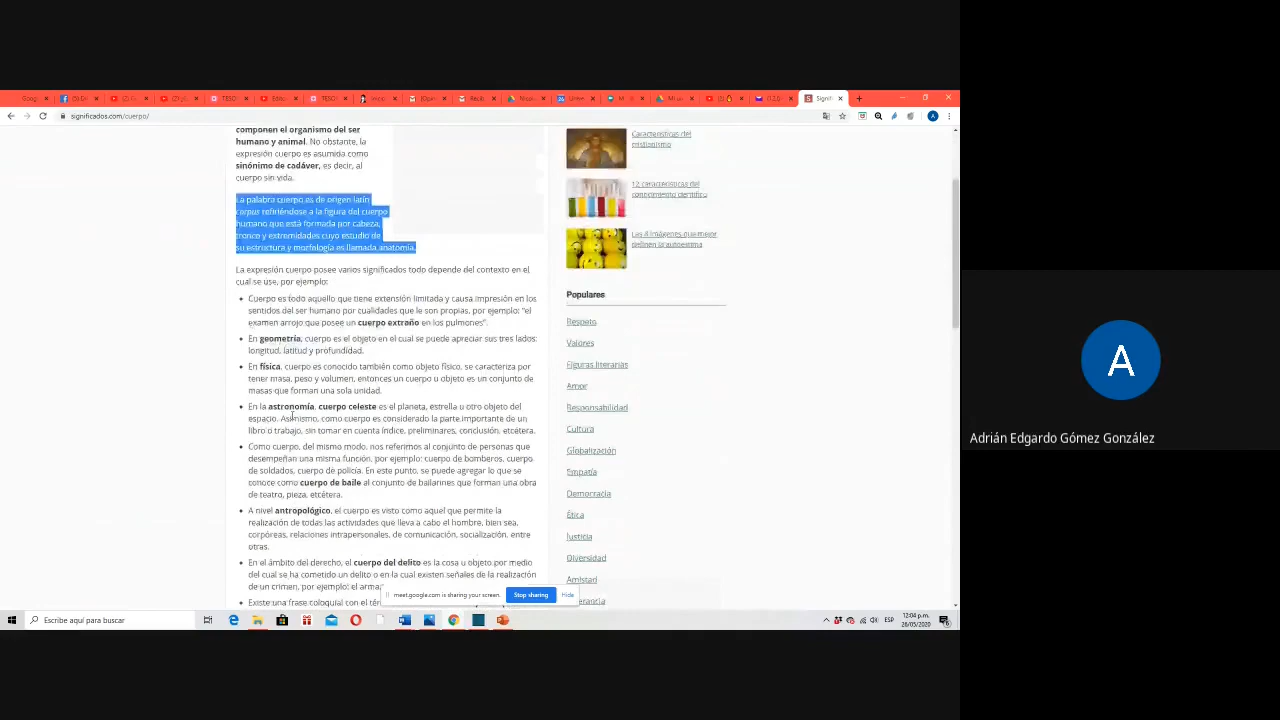 Goog
significados.com/cuerpo/
componen el organismo del ser
humano y animal. No obstante, la
expresión cuerpo es asumida como
sinónimo de cadáver, es decir, al
cuerpo sin vida.
La palabra cuerpo es de origen latín
corpus refiriéndose a la figura del cuerpo
humano que está formada por cabeza,
tronco y extremidades cuyo estudio de
su estructura y morfología es llamada anatomía.
La expresión cuerpo posee varios significados todo depende del contexto en el
cual se use, por ejemplo:
Cuerpo es todo aquello que tiene extensión limitada y causa impresión en los
sentidos del ser humano por cualidades que le son propias, por ejemplo: "el
examen arrojo que posee un cuerpo extraño en los pulmones".
En geometría, cuerpo es el objeto en el cual se puede apreciar sus tres lados:
longitud, latitud y profundidad.
En física, cuerpo es conocido también como objeto físico, se caracteriza por
tener masa, peso y volumen, entonces un cuerpo u objeto es un conjunto de
masas que forman una sola unidad.
En la astronomía, cuerpo celeste es el planeta, estrella u otro objeto del
espacio. Asimismo, como cuerpo es considerado la parte importante de un
libro o trabajo, sin tomar en cuenta índice, preliminares, conclusión, etcétera.
Como cuerpo, del mismo modo, nos referimos al conjunto de personas que
desempeñan una misma función, por ejemplo: cuerpo de bomberos, cuerpo
de soldados, cuerpo de policía. En este punto, se puede agregar lo que se
conoce como cuerpo de baile al conjunto de bailarines que forman una obra
de teatro, pieza, etcétera.
A nivel antropológico, el cuerpo es visto como aquel que permite la
realización de todas las actividades que lleva a cabo el hombre, bien sea,
corpóreas, relaciones intrapersonales, de comunicación, socialización, entre
otras.
En el ámbito del derecho, el cuerpo del delito es la cosa u objeto por medio
del cual se ha cometido un delito o en la cual existen señales de la realización
de un crimen, por ejemplo: el arma,
Existe una frase coloquial con el tér
Características del
cristianismo
12 características del
conocimiento científico
Las 8 imágenes que mejor
definen la autoestima
Populares
Respeto
Valores
Figuras literarias
Amor
Responsabilidad
Cultura
Globalización
Empatía
Democracia
Ética
Justicia
Diversidad
Amistad
erancia
meet.google.com is sharing your screen.
Stop sharing
Hide
Escribe aquí para buscar
ESP
12:04 p.m.
26/05/2020
A
Adrián Edgardo Gómez González